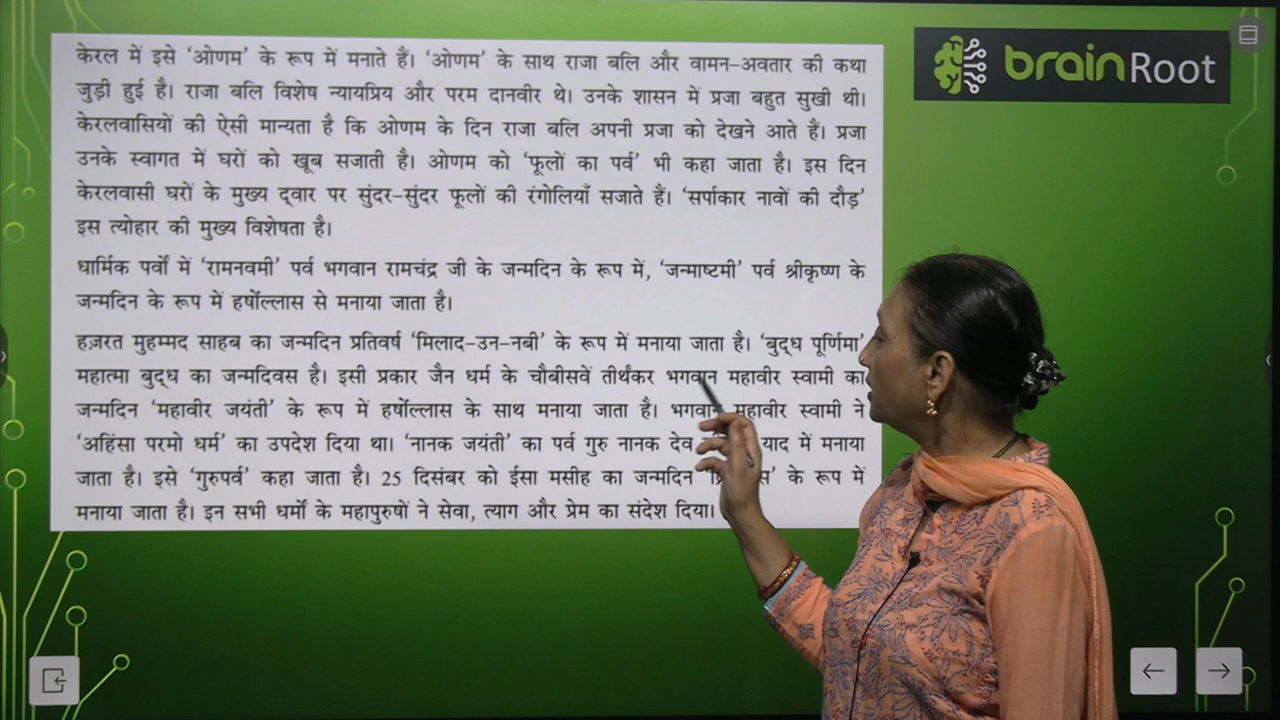 केरल में इसे ‘ओणम’ के रूप में मनाते हैं। ‘ओणम’ के साथ राजा बलि और वामन-अवतार की कथा
जुड़ी हुई है। राजा बलि विशेष न्यायप्रिय और परम दानवीर थे। उनके शासन में प्रजा बहुत सुखी थी।
केरलवासियों की ऐसी मान्यता है कि ओणम के दिन राजा बलि अपनी प्रजा को देखने आते हैं। प्रजा
उनके स्वागत में घरों को खूब सजाती है। ओणम को ‘फूलों का पर्व’ भी कहा जाता है। इस दिन
केरलवासी घरों के मुख्य द्वार पर सुंदर-सुंदर फूलों की रंगोलियाँ सजाते हैं। ‘सर्पाकार नावों की दौड़’
इस त्योहार की मुख्य विशेषता है।
धार्मिक पर्वों में ‘रामनवमी’ पर्व भगवान रामचंद्र जी के जन्मदिन के रूप में, ‘जन्माष्टमी’ पर्व श्रीकृष्ण के
जन्मदिन के रूप में हर्षोल्लास से मनाया जाता है।
हज़रत मुहम्मद साहब का जन्मदिन प्रतिवर्ष ‘मिलाद-उन-नबी’ के रूप में मनाया जाता है। ‘बुद्ध पूर्णिमा’
महात्मा बुद्ध का जन्मदिवस है। इसी प्रकार जैन धर्म के चौबीसवें तीर्थंकर भगवान महावीर स्वामी का
जन्मदिन ‘महावीर जयंती’ के रूप में हर्षोल्लास के साथ मनाया जाता है। भगवान महावीर स्वामी ने
‘अहिंसा परमो धर्म’ का उपदेश दिया था। ‘नानक जयंती’ का पर्व गुरु नानक देव याद में मनाया
जाता है। इसे ‘गुरुपर्व’ कहा जाता है। 25 दिसंबर को ईसा मसीह का जन्मदिन के रूप में
मनाया जाता है। इन सभी धर्मों के महापुरुषों ने सेवा, त्याग और प्रेम का संदेश दिया।
brainRoot